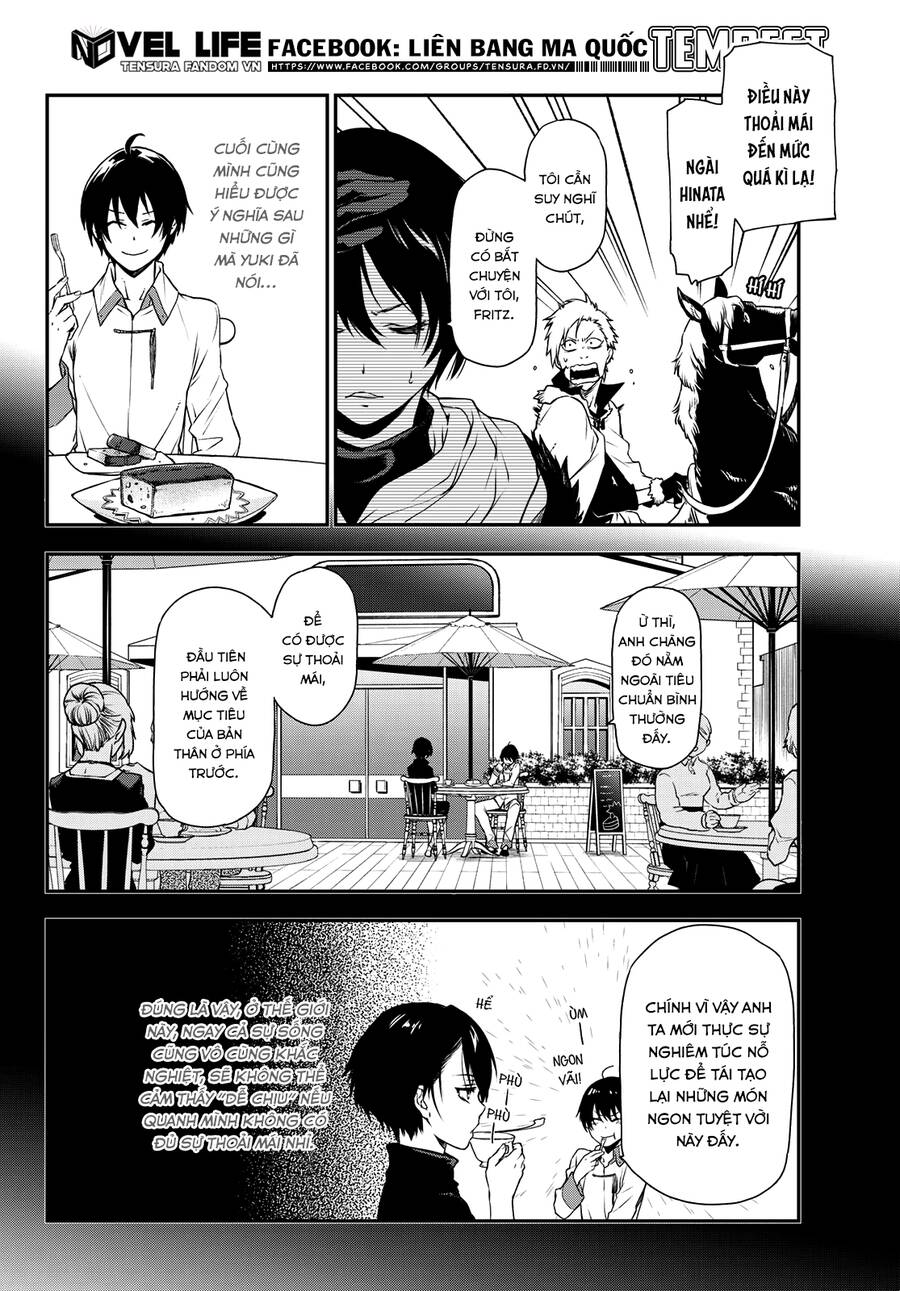 NOVEL LIFE
TENSURA FANDOM VN
FACEBOOK: LIÊN BANG MA QUỐC
HTTPS://WWW.FACEBOOK.COM/GROUPS/TENSURA.FD.VN/
TEMPEST
ĐIỀU NÀY
THOẢI MÁI
ĐẾN MỨC
QUÁ KÌ LẠ!
NGÀI
HINATA
NHỂ!
HÍ HÍ
TÔI CẦN
SUY NGHĨ
CHÚT,
ĐỪNG
CÓ BẮT
CHUYỆN
VỚI TÔI,
FRITZ.
CUỐI CÙNG
MÌNH CŨNG
HIỂU ĐƯỢC
Ý NGHĨA SAU
NHỮNG GÌ
MÀ YUKI ĐÃ
NÓI...
Ừ THÌ,
ANH CHÀNG
ĐÓ NẰM
NGOÀI TIÊU
CHUẨN BÌNH
THƯỜNG
ĐẤY.
ĐỂ
CÓ ĐƯỢC
SỰ THOẢI
MÁI,
ĐẦU TIÊN
PHẢI LUÔN
HƯỚNG VỀ
MỤC TIÊU
CỦA BẢN
THÂN Ở PHÍA
TRƯỚC.
CHÍNH VÌ VẬY ANH
TA MỚI THỰC SỰ
NGHIÊM TÚC NỖ
LỰC ĐỂ TÁI TẠO
LẠI NHỮNG MÓN
NGON TUYỆT VỜI
NÀY ĐẤY.
ÙM
NGON
VÃI!
HỂ
PHÙ
PHÙ
ĐÚNG LÀ VẬY, Ở THẾ GIỚI
NÀY, NGAY CẢ SỰ SỐNG
CŨNG VÔ CÙNG KHẮC
NGHIỆT, SẼ KHÔNG THỂ
CẢM THẤY "DỄ CHỊU" NẾU
QUANH MÌNH KHÔNG CÓ
ĐỦ SỰ THOẢI MÁI NHỈ.